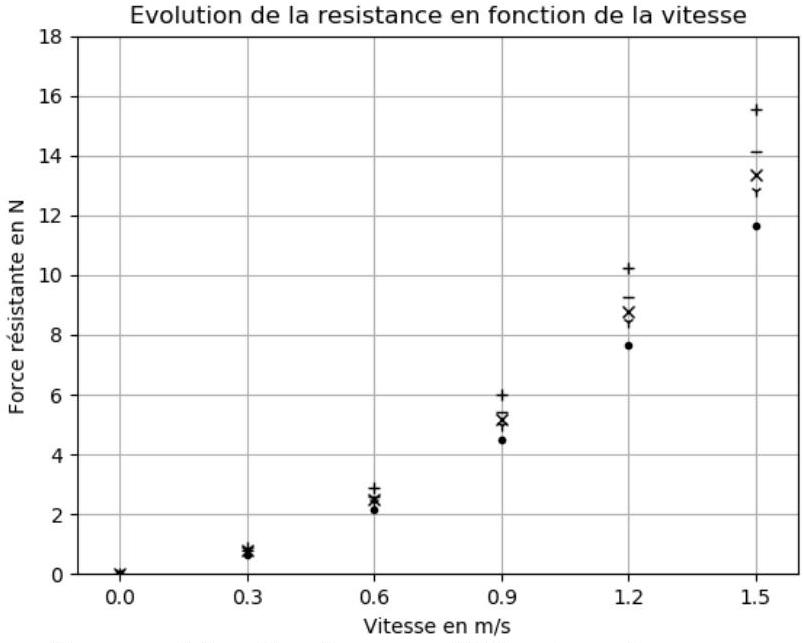 Evolution de la resistance en fonction de la vitesse
18
16
14
12
10
8
6
4
2
0
Force résistante en N
0.0 0.3 0.6 0.9 1.2 1.5
Vitesse en m/s